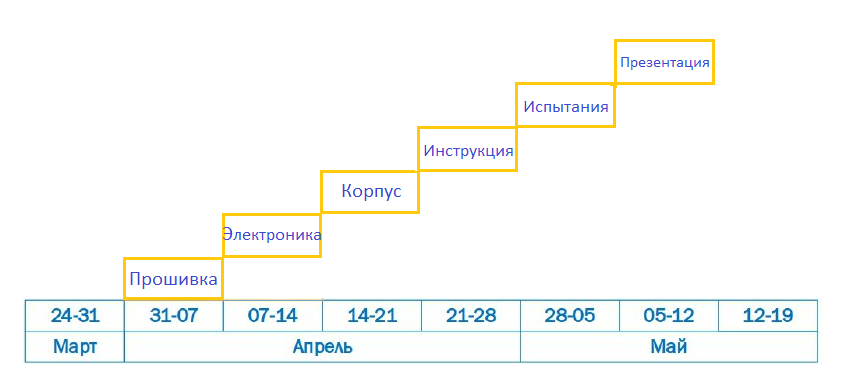 Презентация
Испытания
Инструкция
Корпус
Электроника
Прошивка
24-31 31-07 07-14 14-21 21-28 28-05 05-12 12-19
Март Апрель Май